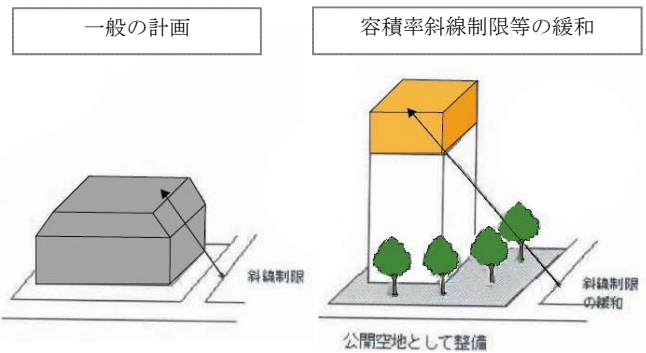 一般の計画
容積率斜線制限等の緩和
斜線制限
斜線制限
の緩和
公開空地として整備